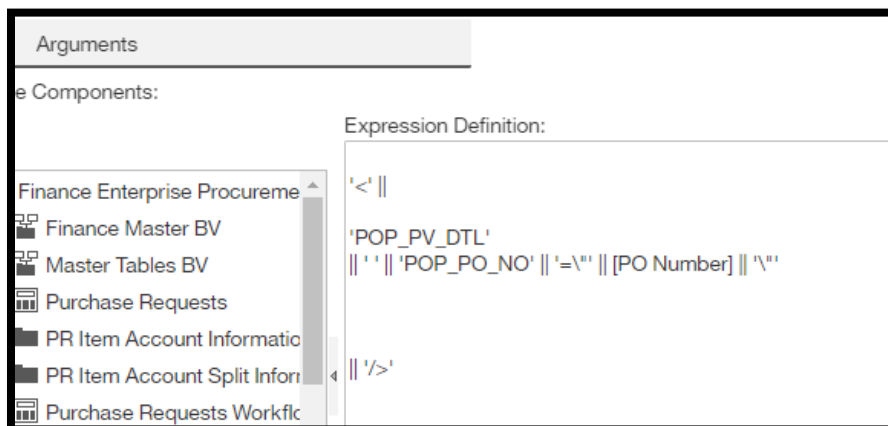 Arguments
e Components:
Expression Definition:
Finance Enterprise Procureme
Finance Master BV
Master Tables BV
Purchase Requests
PR Item Account Informatio
PR Item Account Split Inforr
Purchase Requests Workflc
'<' ||
'POP_PV_DTL'
|| ' ' || 'POP_PO_NO' || '=\"' || [PO Number] || '\"'
|| '/>'